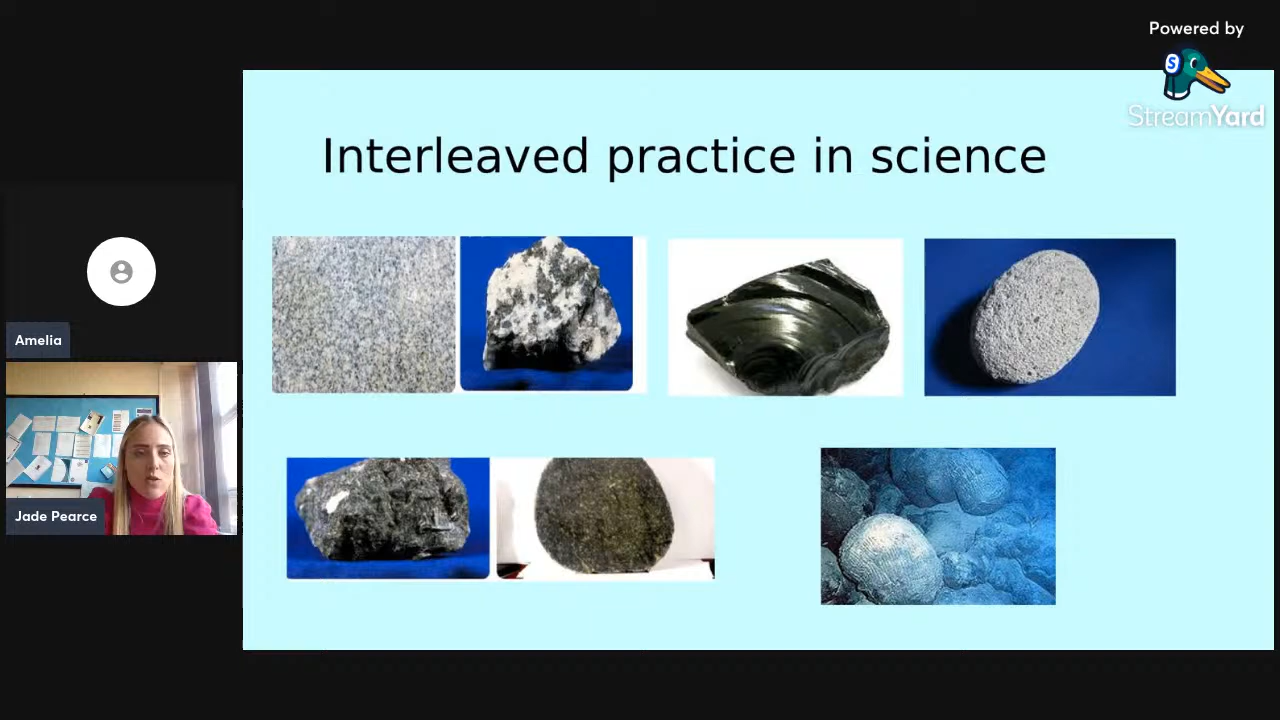 Powered by
S
StreamYard
Interleaved practice in science
Amelia
Jade Pearce